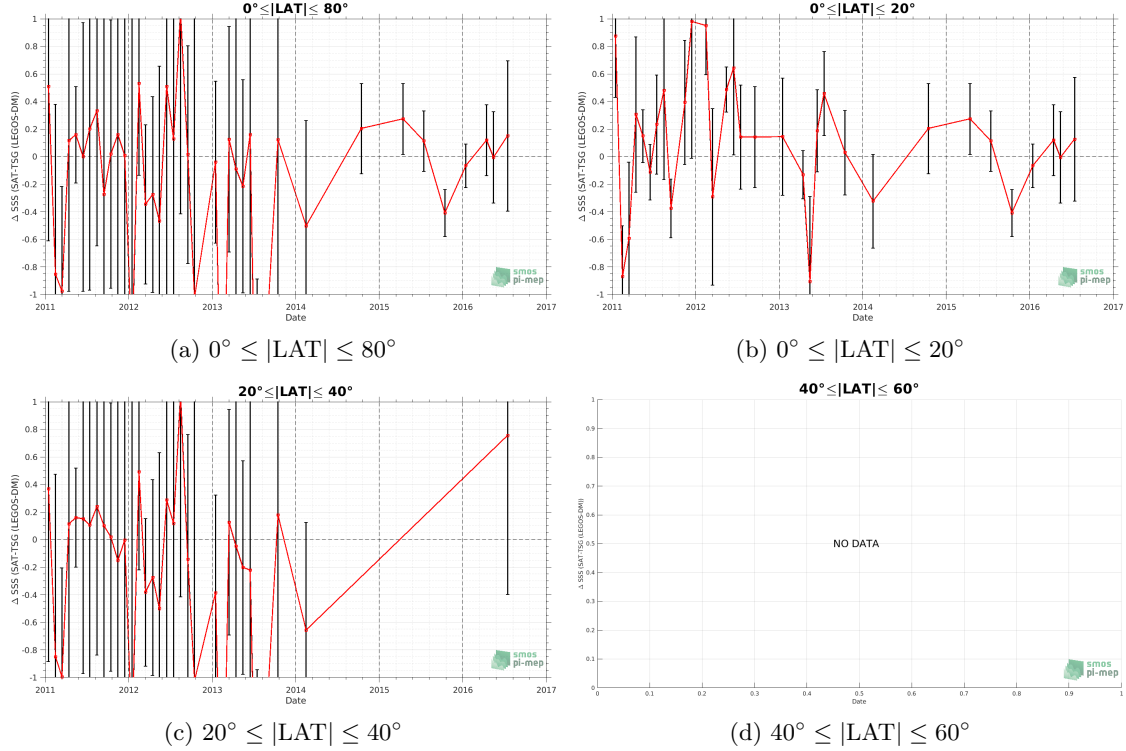 0°≤|LAT|≤ 80°
Δ SSS (SAT-TSG (LEGOS-DM))
1
0.8
0.6
0.4
0.2
0
-0.2
-0.4
-0.6
-0.8
-1
2011 2012 2013 2014 2015 2016 2017
Date
smos
pi-mep
(a) 0° ≤ |LAT| ≤ 80°
0°≤|LAT|≤ 20°
Δ SSS (SAT-TSG (LEGOS-DM))
1
0.8
0.6
0.4
0.2
0
-0.2
-0.4
-0.6
-0.8
-1
2011 2012 2013 2014 2015 2016 2017
Date
smos
pi-mep
(b) 0° ≤ |LAT| ≤ 20°
20°≤|LAT|≤ 40°
Δ SSS (SAT-TSG (LEGOS-DM))
1
0.8
0.6
0.4
0.2
0
-0.2
-0.4
-0.6
-0.8
-1
2011 2012 2013 2014 2015 2016 2017
Date
smos
pi-mep
(c) 20° ≤ |LAT| ≤ 40°
40°≤|LAT|≤ 60°
Δ SSS (SAT-TSG (LEGOS-DM))
1
0.9
0.8
0.7
0.6
0.5
0.4
0.3
0.2
0.1
0
NO DATA
0 0.1 0.2 0.3 0.4 0.5 0.6 0.7 0.8 0.9 1
Date
smos
pi-mep
(d) 40° ≤ |LAT| ≤ 60°